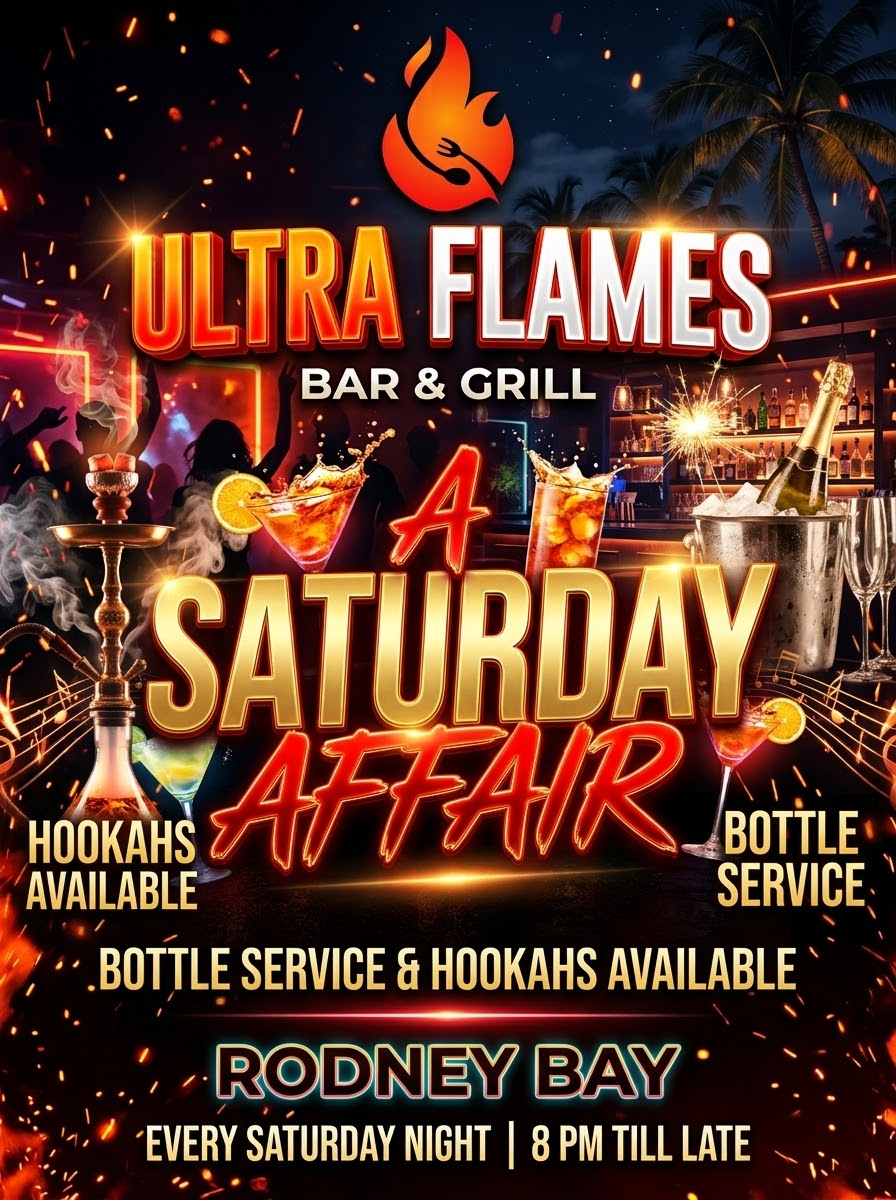 ULTRA FLAMES
BAR & GRILL
A
SATURDAY
AFFAIR
HOOKAHS
AVAILABLE
BOTTLE
SERVICE
BOTTLE SERVICE & HOOKAHS AVAILABLE
RODNEY BAY
EVERY SATURDAY NIGHT | 8 PM TILL LATE